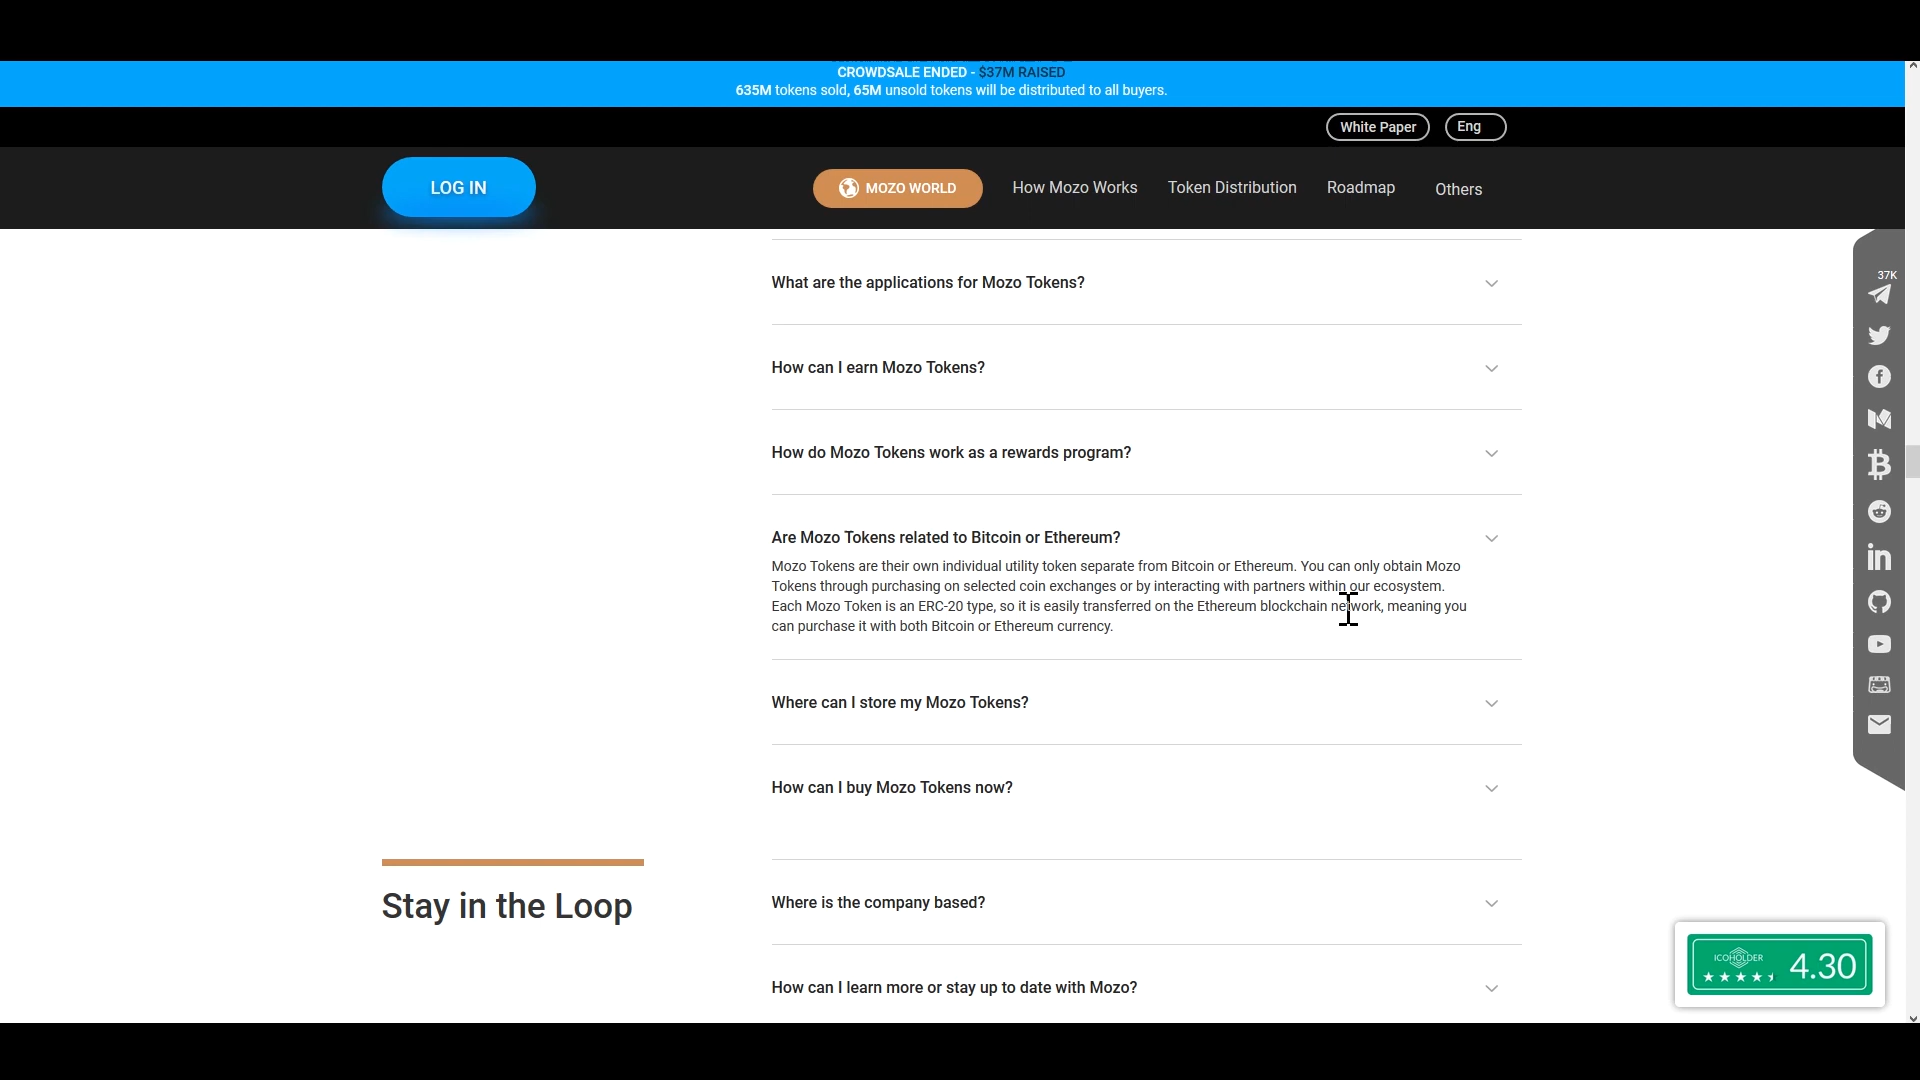 CROWDSALE ENDED - $37M RAISED
635M tokens sold, 65M unsold tokens will be distributed to all buyers.
White Paper
Eng
LOG IN
MOZO WORLD
How Mozo Works
Token Distribution
Roadmap
Others
What are the applications for Mozo Tokens?
37K
How can I earn Mozo Tokens?
How do Mozo Tokens work as a rewards program?
Are Mozo Tokens related to Bitcoin or Ethereum?
Mozo Tokens are their own individual utility token separate from Bitcoin or Ethereum. You can only obtain Mozo
Tokens through purchasing on selected coin exchanges or by interacting with partners within our ecosystem.
Each Mozo Token is an ERC-20 type, so it is easily transferred on the Ethereum blockchain network, meaning you
can purchase it with both Bitcoin or Ethereum currency.
Where can I store my Mozo Tokens?
How can I buy Mozo Tokens now?
Stay in the Loop
Where is the company based?
How can I learn more or stay up to date with Mozo?
ICOHOLDER
4.30